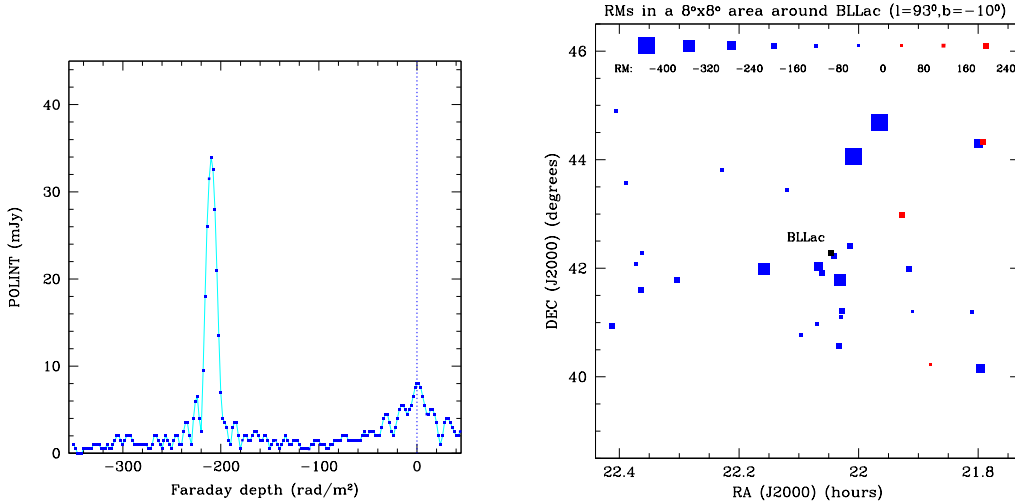 40
30
20
10
0
POLINT (mJy)
−300
−200
−100
0
Faraday depth (rad/m²)
RMs in a 8°x8° area around BLLac (l=93⁰,b=−10⁰)
46
44
42
40
DEC (J2000) (degrees)
RM: −400 −320 −240 −160 −80 0 80 160 240
BLLac
22.4
22.2
22
21.8
RA (J2000) (hours)